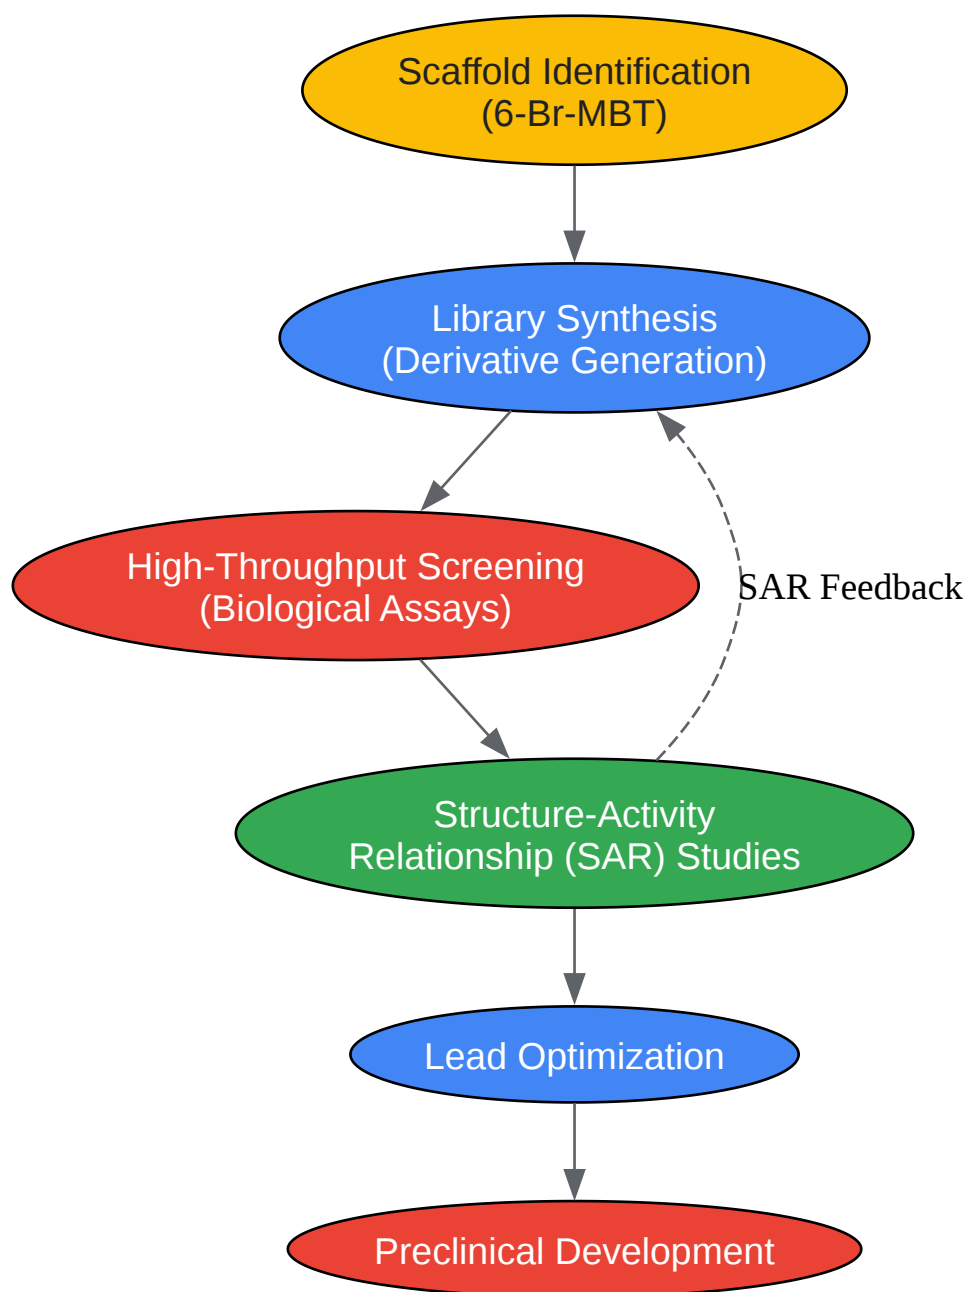 Scaffold Identification
(6-Br-MBT)
Library Synthesis
(Derivative Generation)
High-Throughput Screening
(Biological Assays)
SAR Feedback
Structure-Activity
Relationship (SAR) Studies
Lead Optimization
Preclinical Development